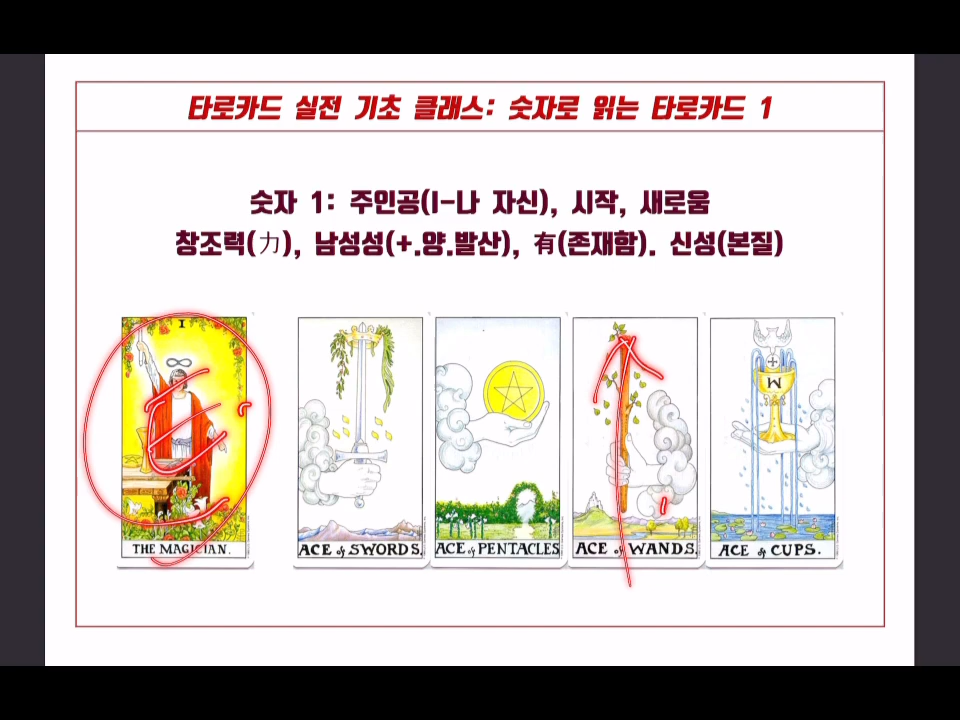 타로카드 실전 기초 클래스: 숫자로 읽는 타로카드 1
숫자 1: 주인공(I-나 자신), 시작, 새로움
창조력(力), 남성성(+.양.발산), 有(존재함). 신성(본질)
I
THE MAGICIAN.
ACE of SWORDS.
ACE of PENTACLES
ACE of WANDS.
W
ACE of CUPS.